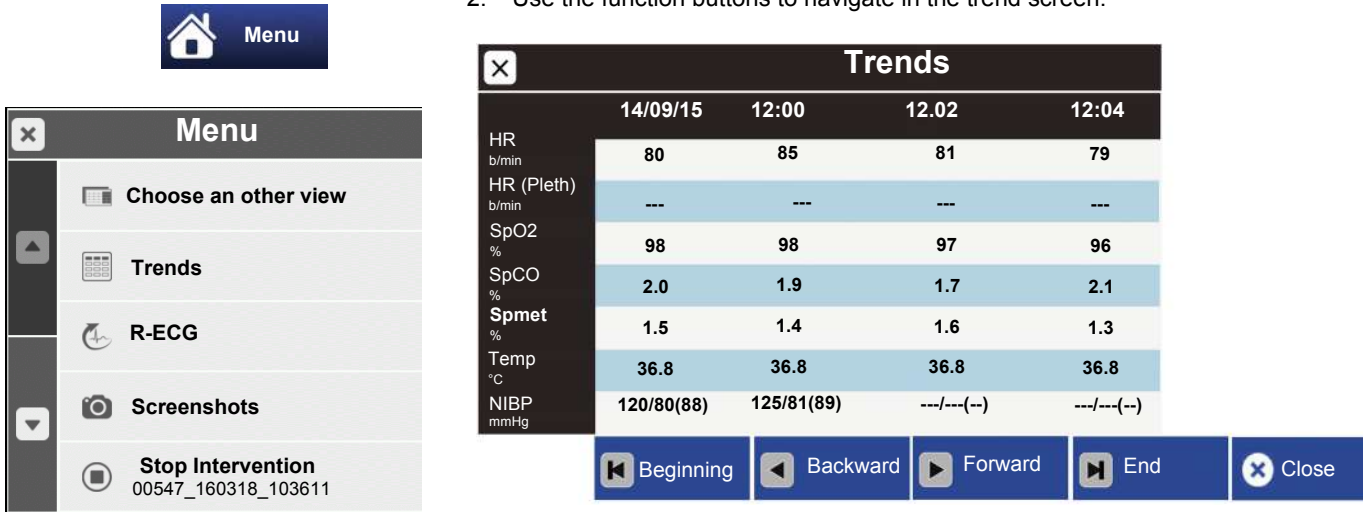 2. Use the function buttons to navigate in the trend screen.
Menu
Menu
Choose an other view
Trends
R-ECG
Screenshots
Stop Intervention
00547_160318_103611
Trends
14/09/15 12:00 12.02 12:04
HR
b/min
80 85 81 79
HR (Pleth)
b/min
--- --- --- ---
SpO2
%
98 98 97 96
SpCO
%
2.0 1.9 1.7 2.1
Spmet
%
1.5 1.4 1.6 1.3
Temp
°C
36.8 36.8 36.8 36.8
NIBP
mmHg
120/80(88) 125/81(89) ---/---(--) ---/---(--)
Beginning Backward Forward End Close